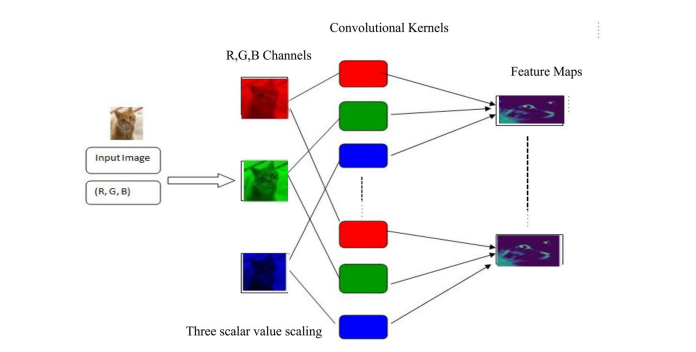 Convolutional Kernels
R,G,B Channels
Feature Maps
Input Image
(R, G, B)
Three scalar value scaling